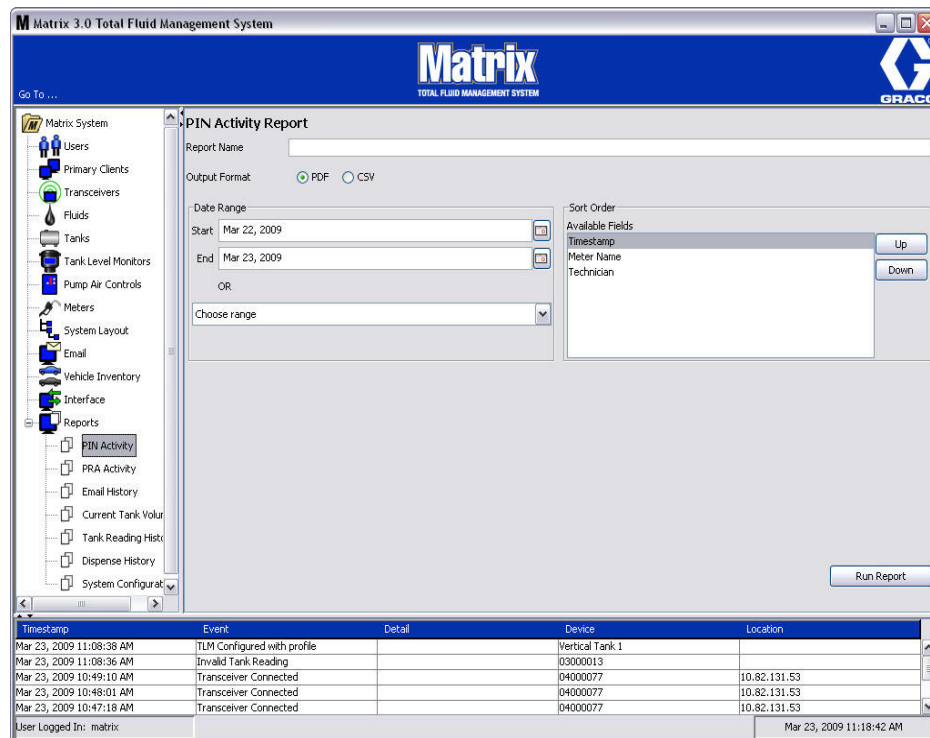 Matrix 3.0 Total Fluid Management System
Go To ...
Matrix
TOTAL FLUID MANAGEMENT SYSTEM
GRACO
Matrix System
Users
Primary Clients
Transceivers
Fluids
Tanks
Tank Level Monitors
Pump Air Controls
Meters
System Layout
Email
Vehicle Inventory
Interface
Reports
PIN Activity
PRA Activity
Email History
Current Tank Volur
Tank Reading Histo
Dispense History
System Configurat
PIN Activity Report
Report Name
Output Format PDF CSV
Date Range
Start Mar 22, 2009
End Mar 23, 2009
OR
Choose range
Sort Order
Available Fields
Timestamp
Meter Name
Technician
Up
Down
Run Report
Timestamp Event Detail Device Location
Mar 23, 2009 11:08:38 AM TLM Configured with profile Vertical Tank 1
Mar 23, 2009 11:08:36 AM Invalid Tank Reading 03000013
Mar 23, 2009 10:49:10 AM Transceiver Connected 04000077 10.82.131.53
Mar 23, 2009 10:48:01 AM Transceiver Connected 04000077 10.82.131.53
Mar 23, 2009 10:47:18 AM Transceiver Connected 04000077 10.82.131.53
User Logged In: matrix Mar 23, 2009 11:18:42 AM